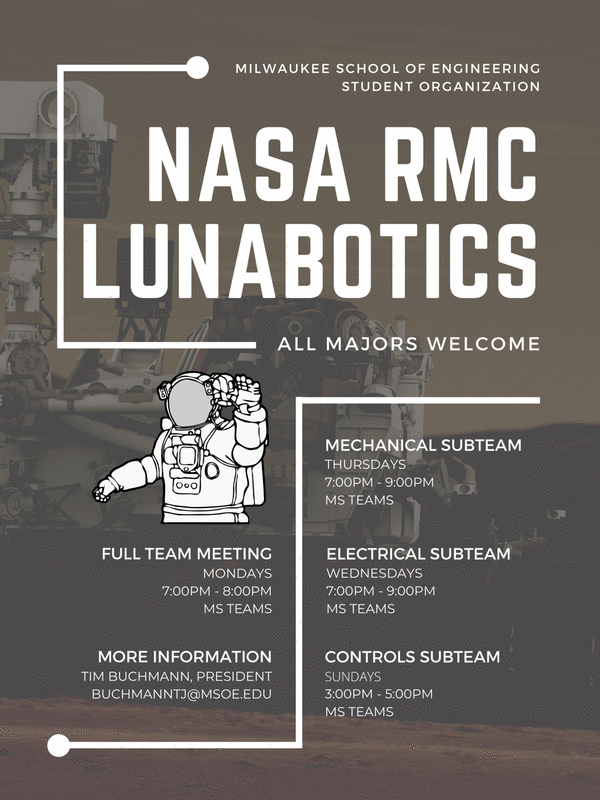 MILWAUKEE SCHOOL OF ENGINEERING
STUDENT ORGANIZATION
NASA RMC
LUNABOTICS
ALL MAJORS WELCOME
MECHANICAL SUBTEAM
THURSDAYS
7:00PM - 9:00PM
MS TEAMS
FULL TEAM MEETING
MONDAYS
7:00PM - 8:00PM
MS TEAMS
ELECTRICAL SUBTEAM
WEDNESDAYS
7:00PM - 9:00PM
MS TEAMS
MORE INFORMATION
TIM BUCHMANN, PRESIDENT
BUCHMANNTJ@MSOE.EDU
CONTROLS SUBTEAM
SUNDAYS
3:00PM - 5:00PM
MS TEAMS